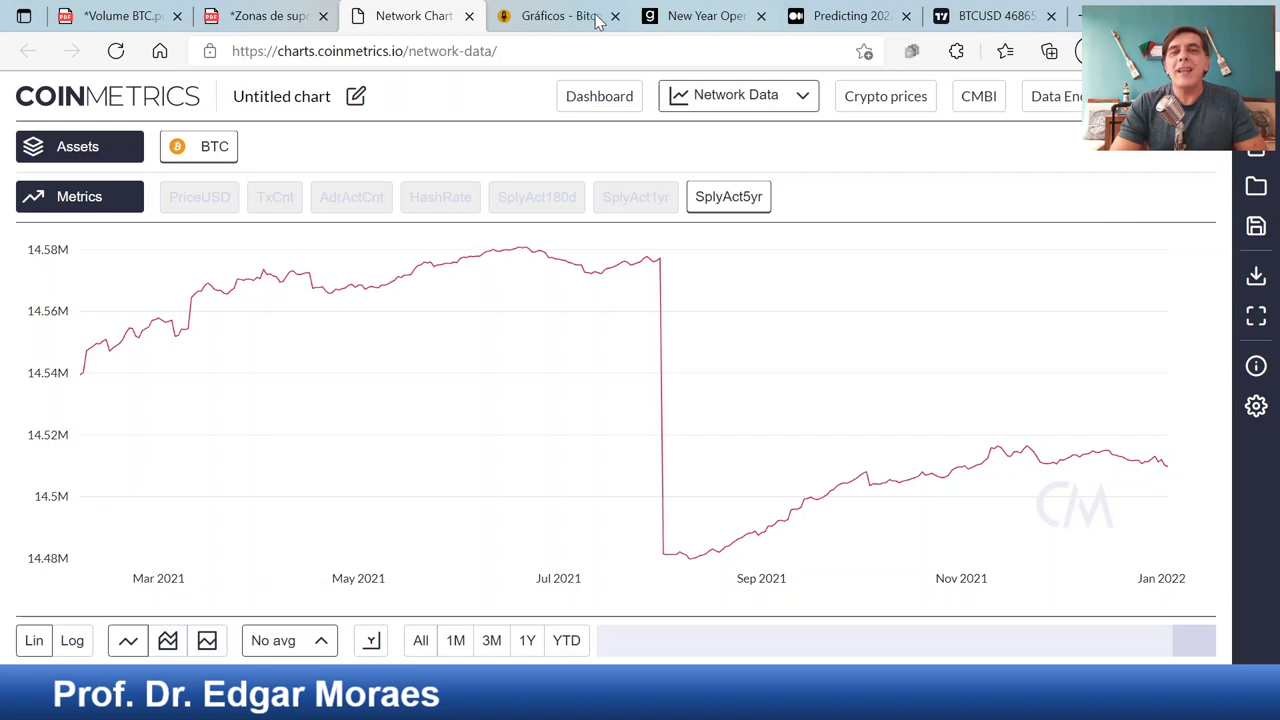 *Volume BTC.p
*Zonas de sup
Network Chart
Gráficos - Bitc
New Year Oper
Predicting 202
BTCUSD 46865
https://charts.coinmetrics.io/network-data/
COINMETRICS
Untitled chart
Dashboard
Network Data
Crypto prices
CMBI
Data En
Assets
BTC
Metrics
PriceUSD
TxCnt
AdrActCnt
HashRate
SplyAct180d
SplyAct1yr
SplyAct5yr
14.58M
14.56M
14.54M
14.52M
14.5M
14.48M
CM
Mar 2021
May 2021
Jul 2021
Sep 2021
Nov 2021
Jan 2022
Lin
Log
No avg
All
1M
3M
1Y
YTD
Prof. Dr. Edgar Moraes